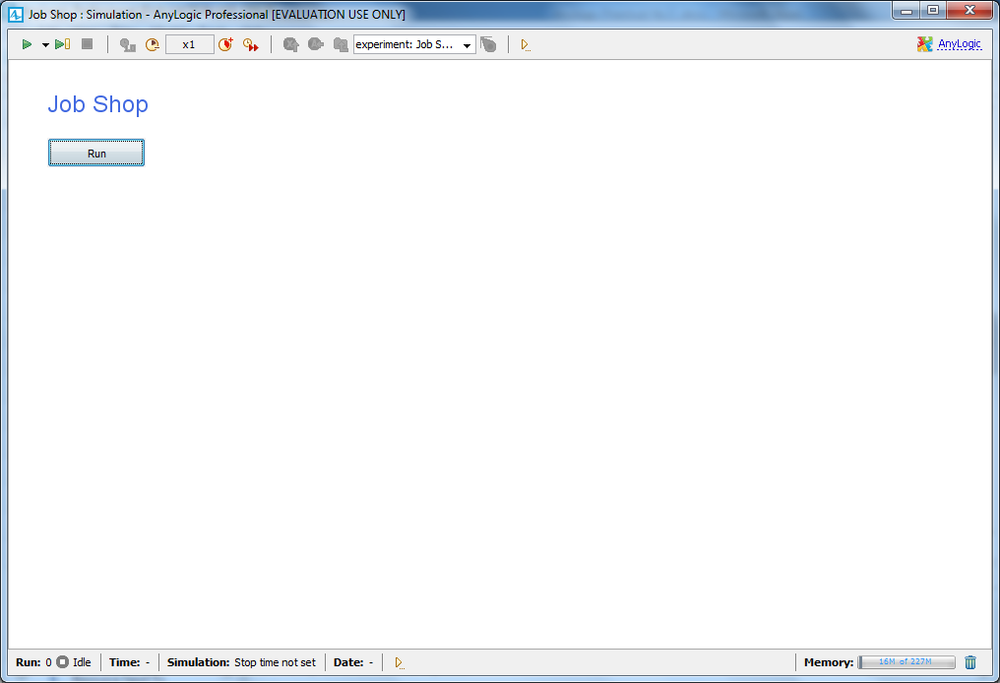 Job Shop : Simulation - AnyLogic Professional [EVALUATION USE ONLY]
x1 experiment: Job S... AnyLogic
Job Shop
Run
Run: 0 Idle Time: - Simulation: Stop time not set Date: - Memory: 16M of 227M